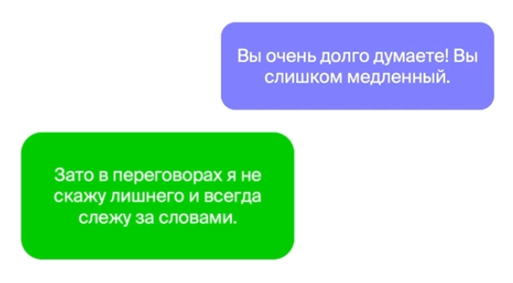 Вы очень долго думаете! Вы
слишком медленный.
Зато в переговорах я не
скажу лишнего и всегда
слежу за словами.